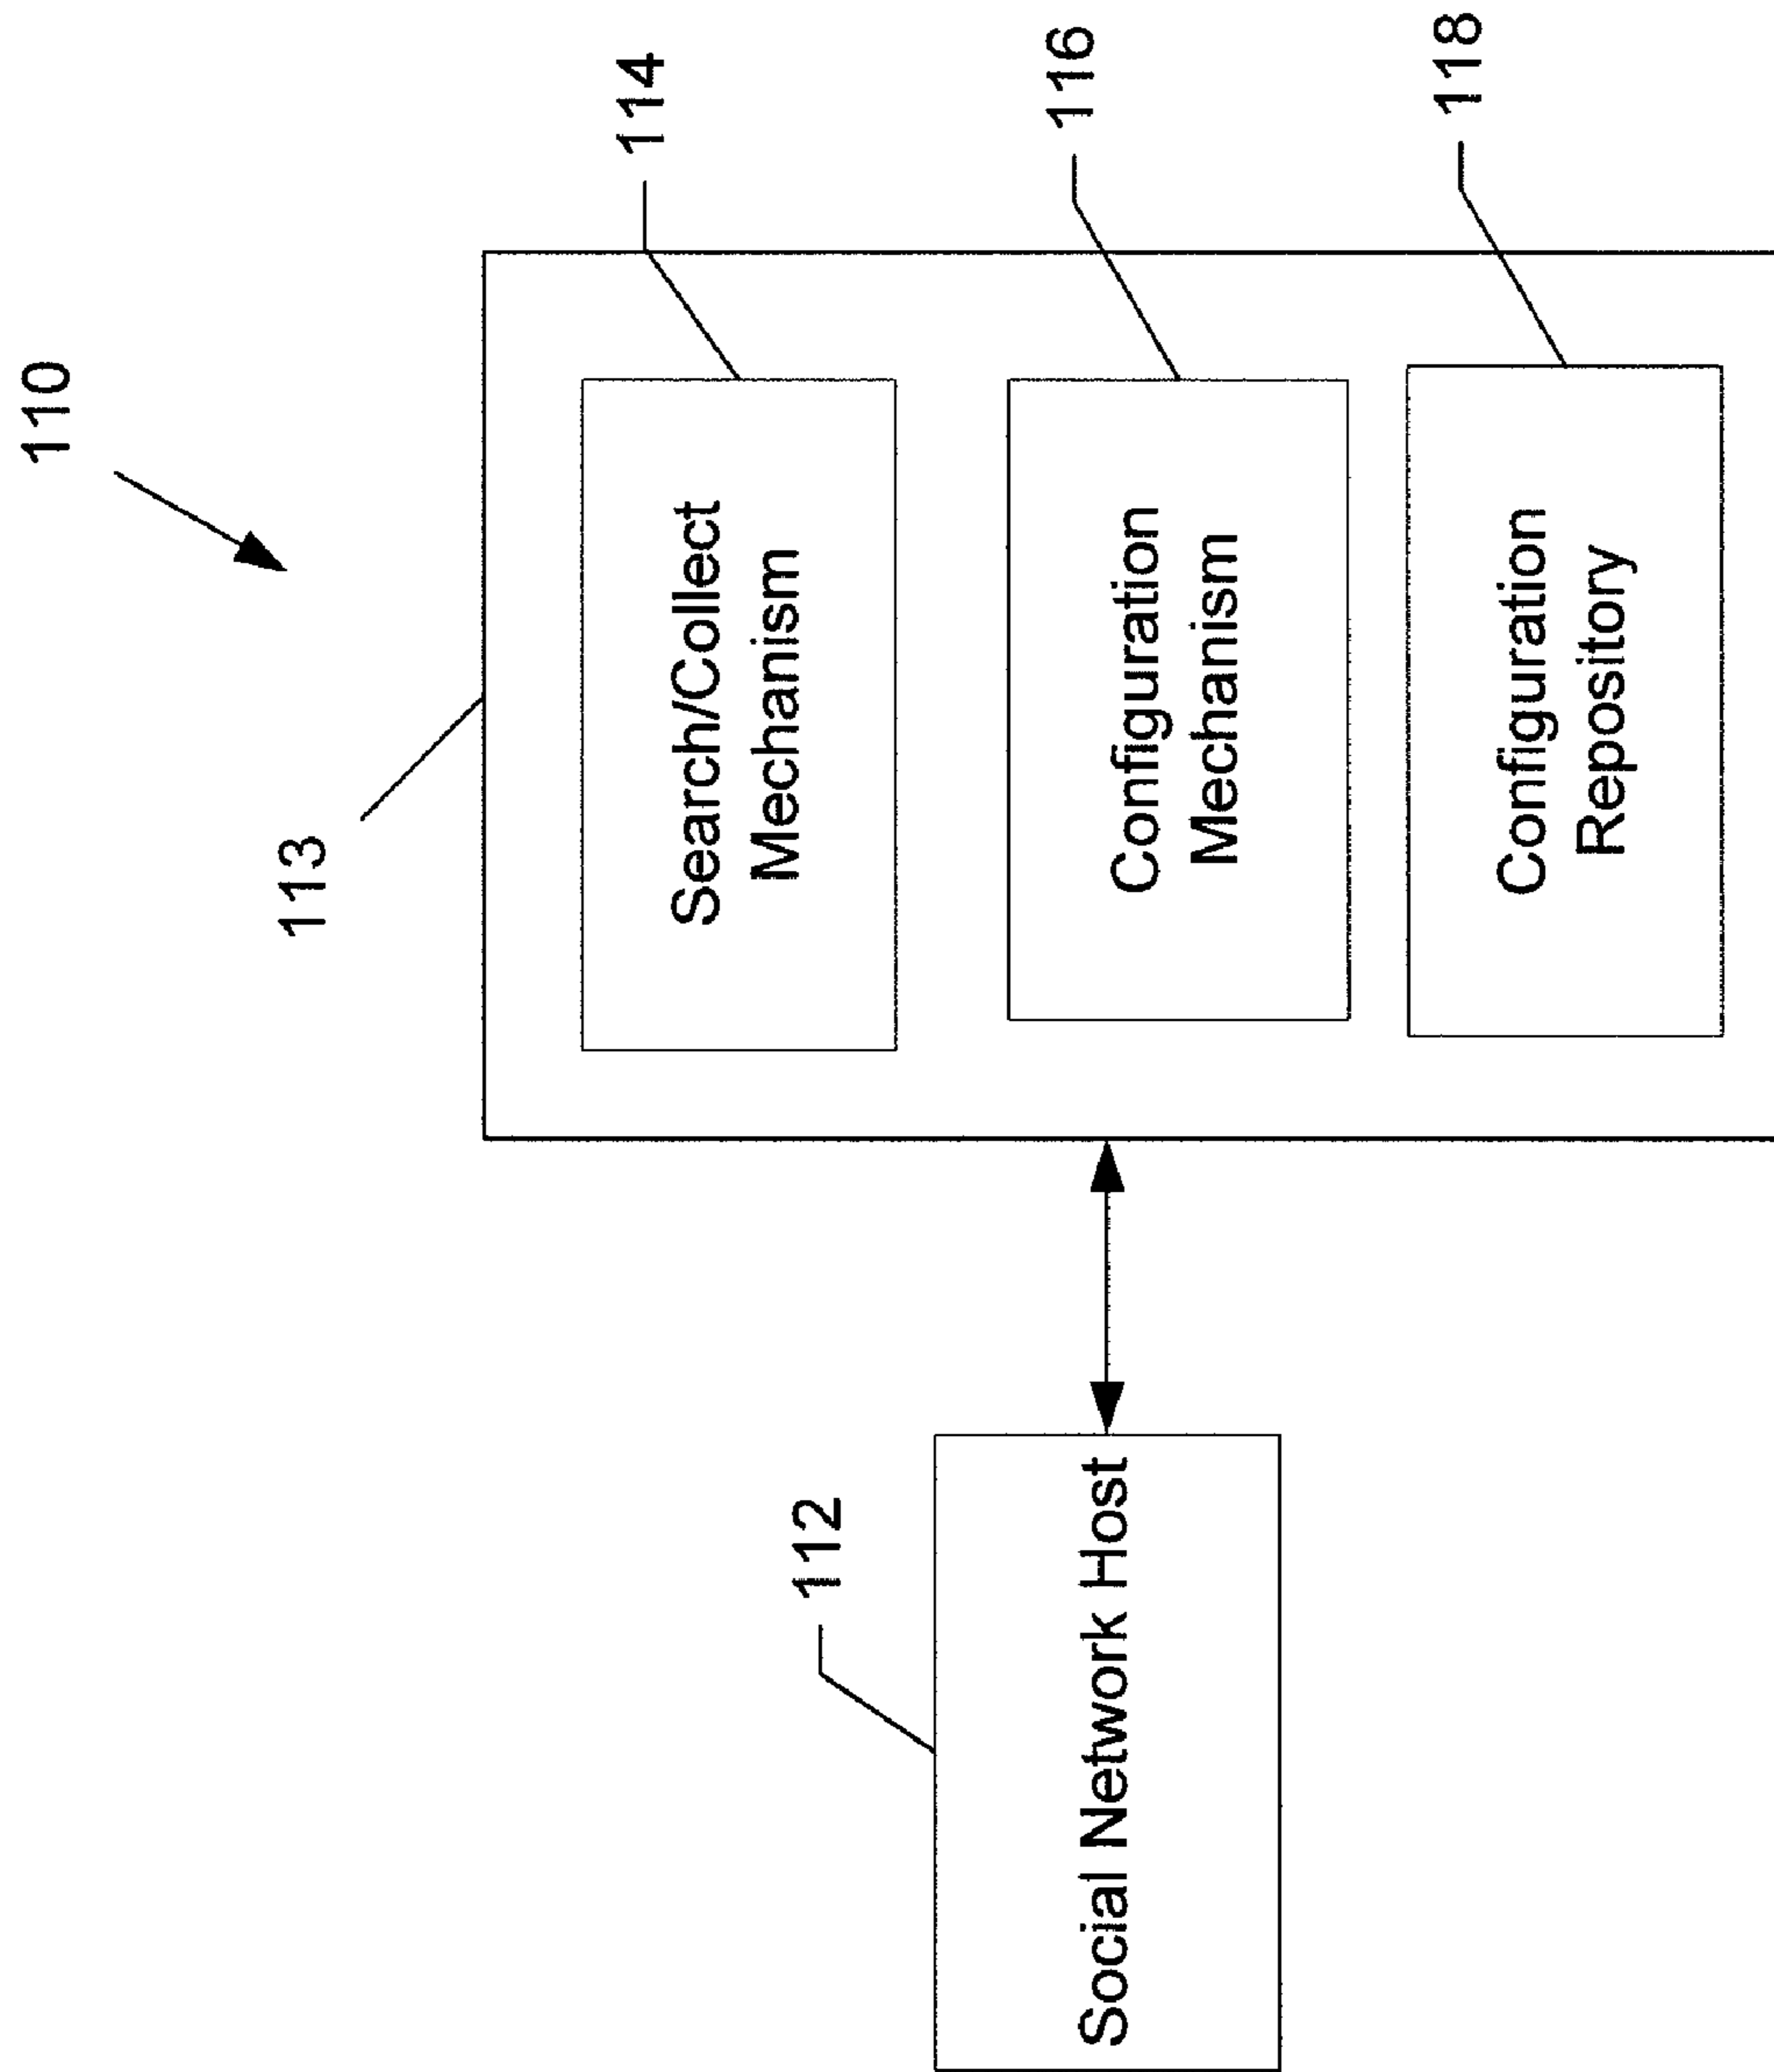 110
113
114
Search/Collect
Mechanism
116
Configuration
Mechanism
118
Configuration
Repository
112
Social Network Host